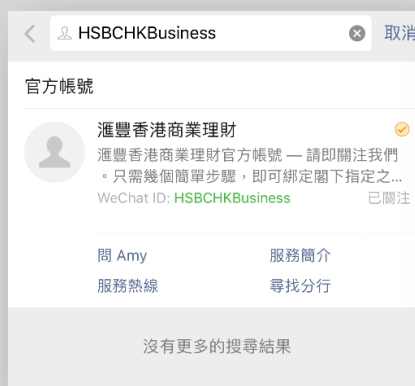 HSBCHKBusiness 取消
官方帳號
滙豐香港商業理財
滙豐香港商業理財官方帳號 — 請即關注我們
。只需幾個簡單步驟，即可綁定閣下指定之...
WeChat ID: HSBCHKBusiness 已關注
問 Amy 服務簡介
服務熱線 尋找分行
沒有更多的搜尋結果